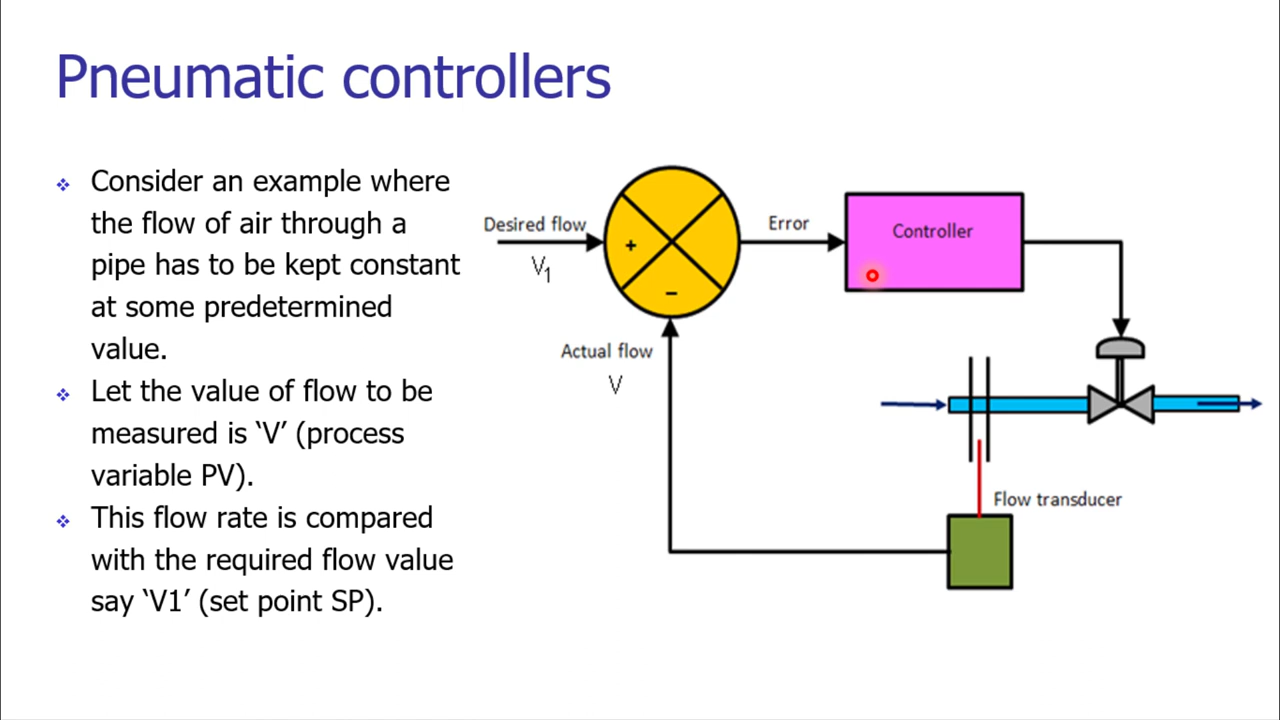 Pneumatic controllers
❖ Consider an example where
the flow of air through a
pipe has to be kept constant
at some predetermined
value.
❖ Let the value of flow to be
measured is ‘V’ (process
variable PV).
❖ This flow rate is compared
with the required flow value
say ‘V1’ (set point SP).
Desired flow
V₁
+
−
Error
Controller
Actual flow
V
Flow transducer